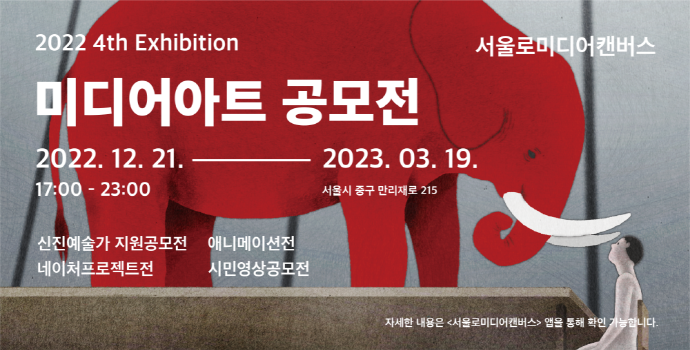 2022 4th Exhibition
서울로미디어캔버스
미디어아트 공모전
2022. 12. 21. ─── 2023. 03. 19.
17:00 - 23:00
서울시 중구 만리재로 215
신진예술가 지원공모전 애니메이션전
네이처프로젝트전 시민영상공모전
자세한 내용은 <서울로미디어캔버스> 앱을 통해 확인 가능합니다.